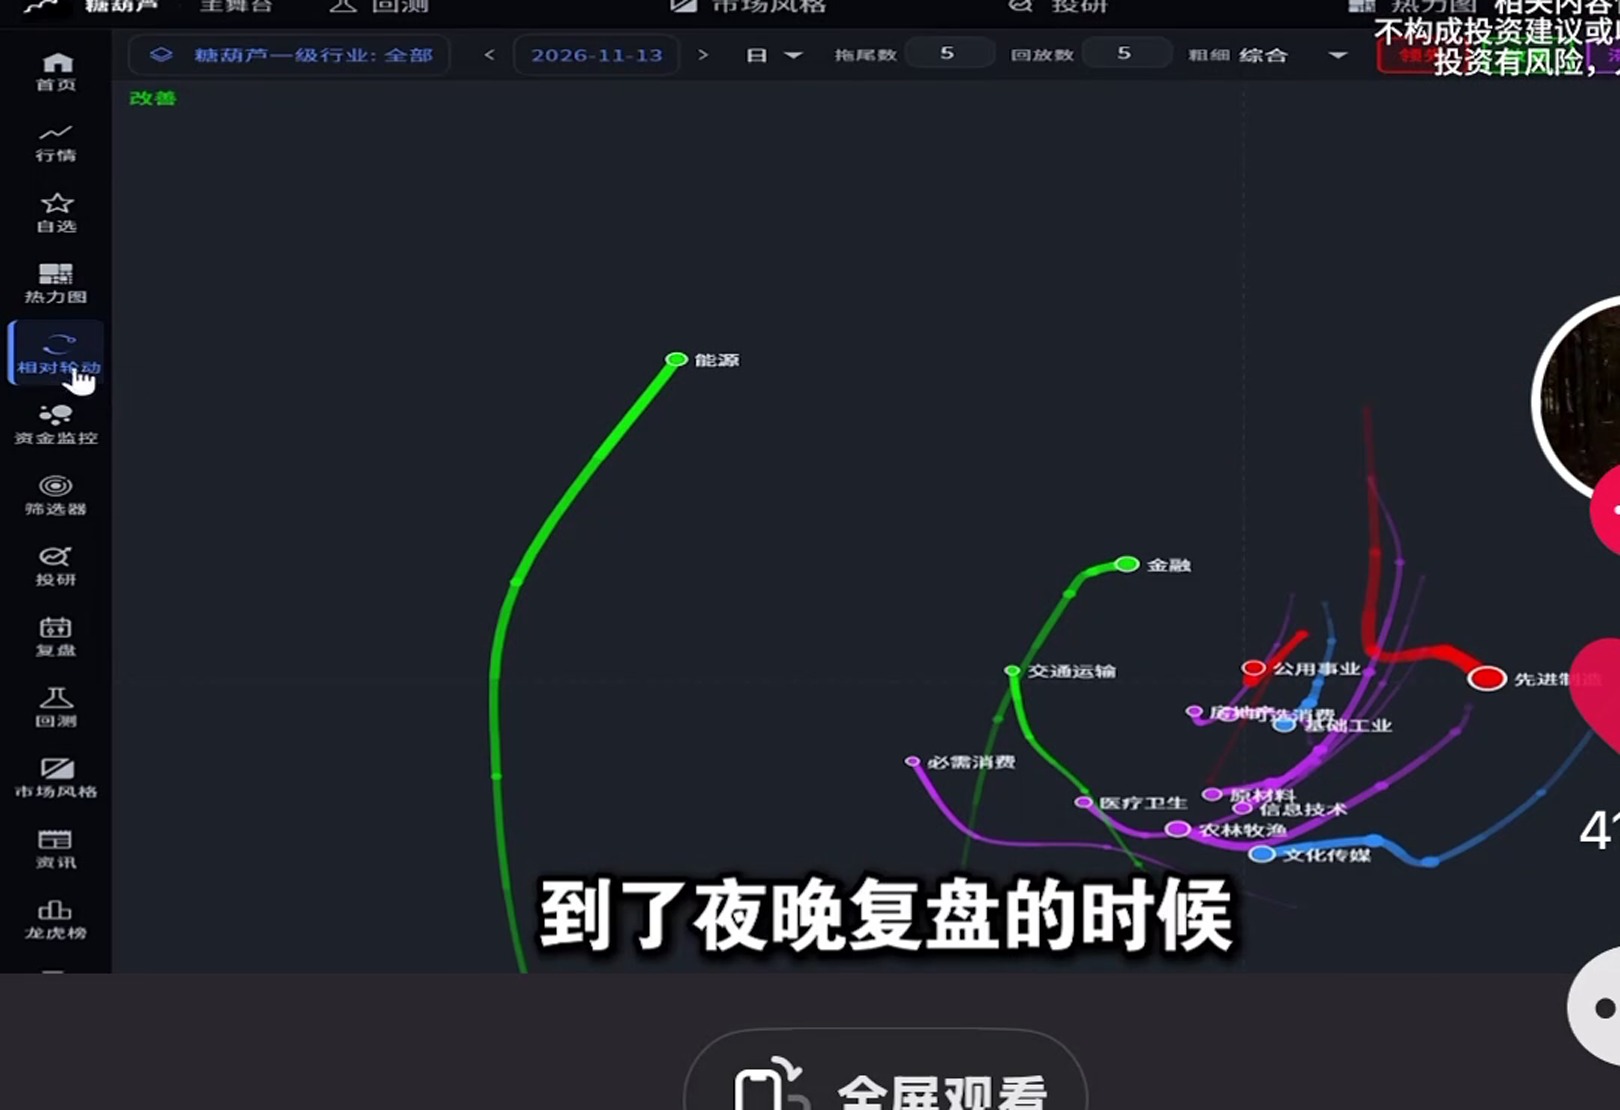 糖葫芦 主舞台 回测 市场风格 投研 热力图
相关内容
不构成投资建议或
投资有风险,
糖葫芦一级行业: 全部 < 2026-11-13 > 日 拖尾数 5 回放数 5 粗细 综合
首页
行情
自选
热力图
相对轮动
资金监控
筛选器
投研
复盘
回测
市场风格
资讯
龙虎榜
改善
能源
金融
交通运输
公用事业
先进制造
房地产
可选消费
基础工业
必需消费
医疗卫生
原材料
信息技术
农林牧渔
文化传媒
到了夜晚复盘的时候
全屏观看